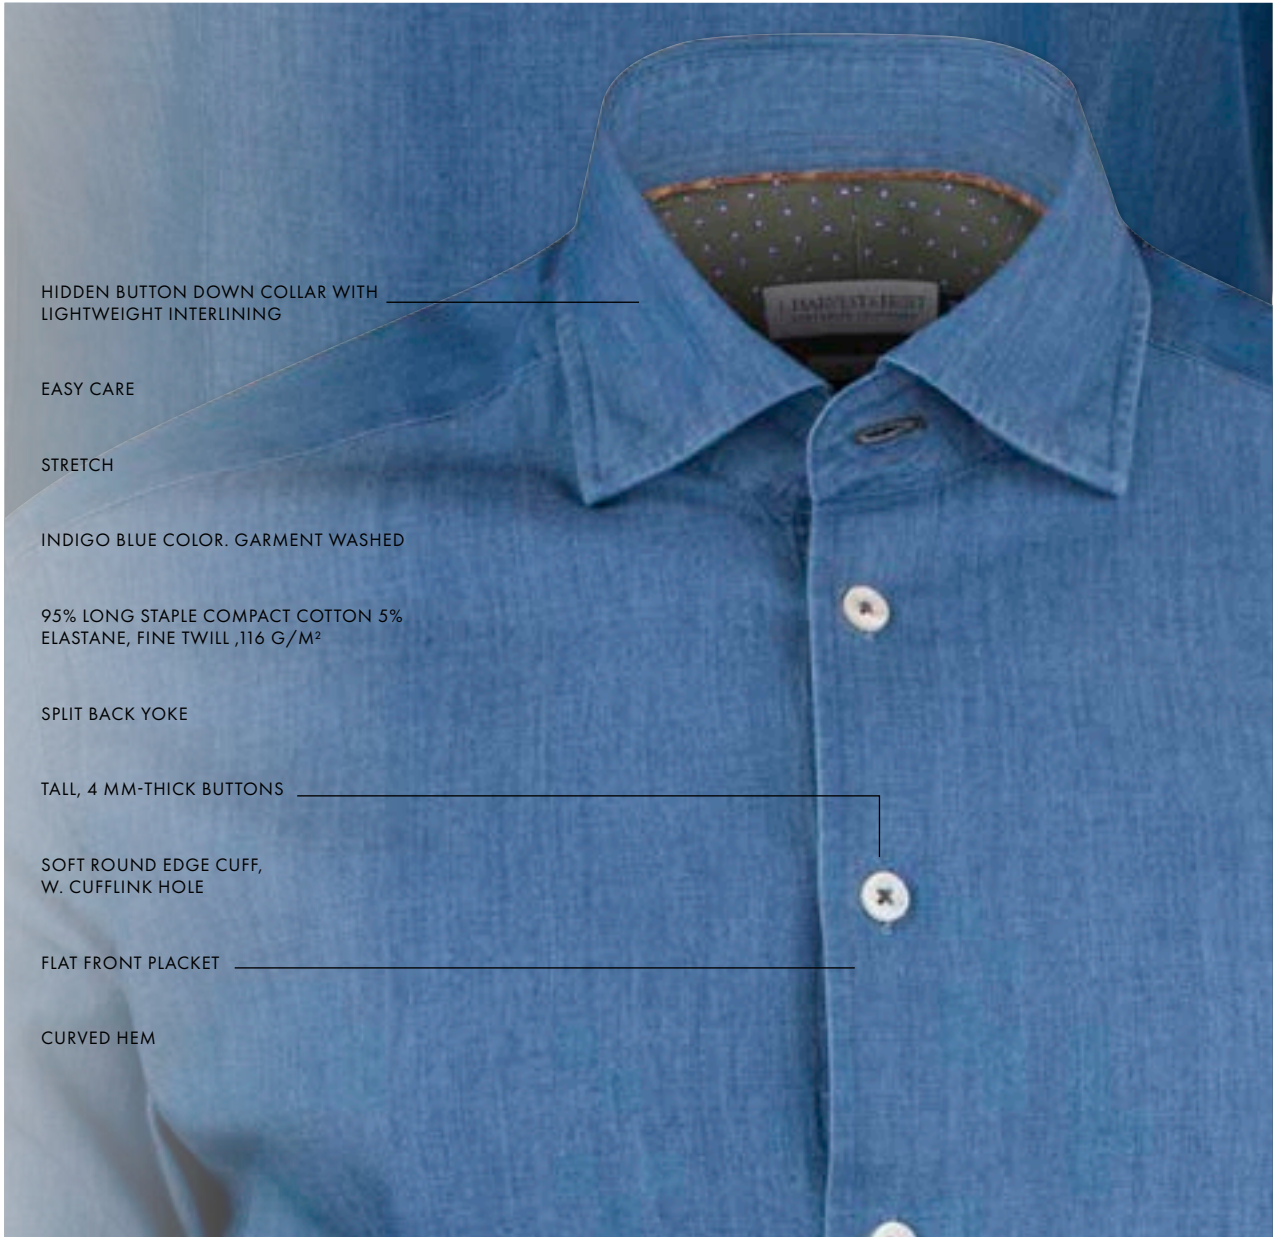 HARVEST & FROST
HIDDEN BUTTON DOWN COLLAR WITH
LIGHTWEIGHT INTERLINING
EASY CARE
STRETCH
INDIGO BLUE COLOR. GARMENT WASHED
95% LONG STAPLE COMPACT COTTON 5%
ELASTANE, FINE TWILL ,116 G/M²
SPLIT BACK YOKE
TALL, 4 MM-THICK BUTTONS
SOFT ROUND EDGE CUFF,
W. CUFFLINK HOLE
FLAT FRONT PLACKET
CURVED HEM